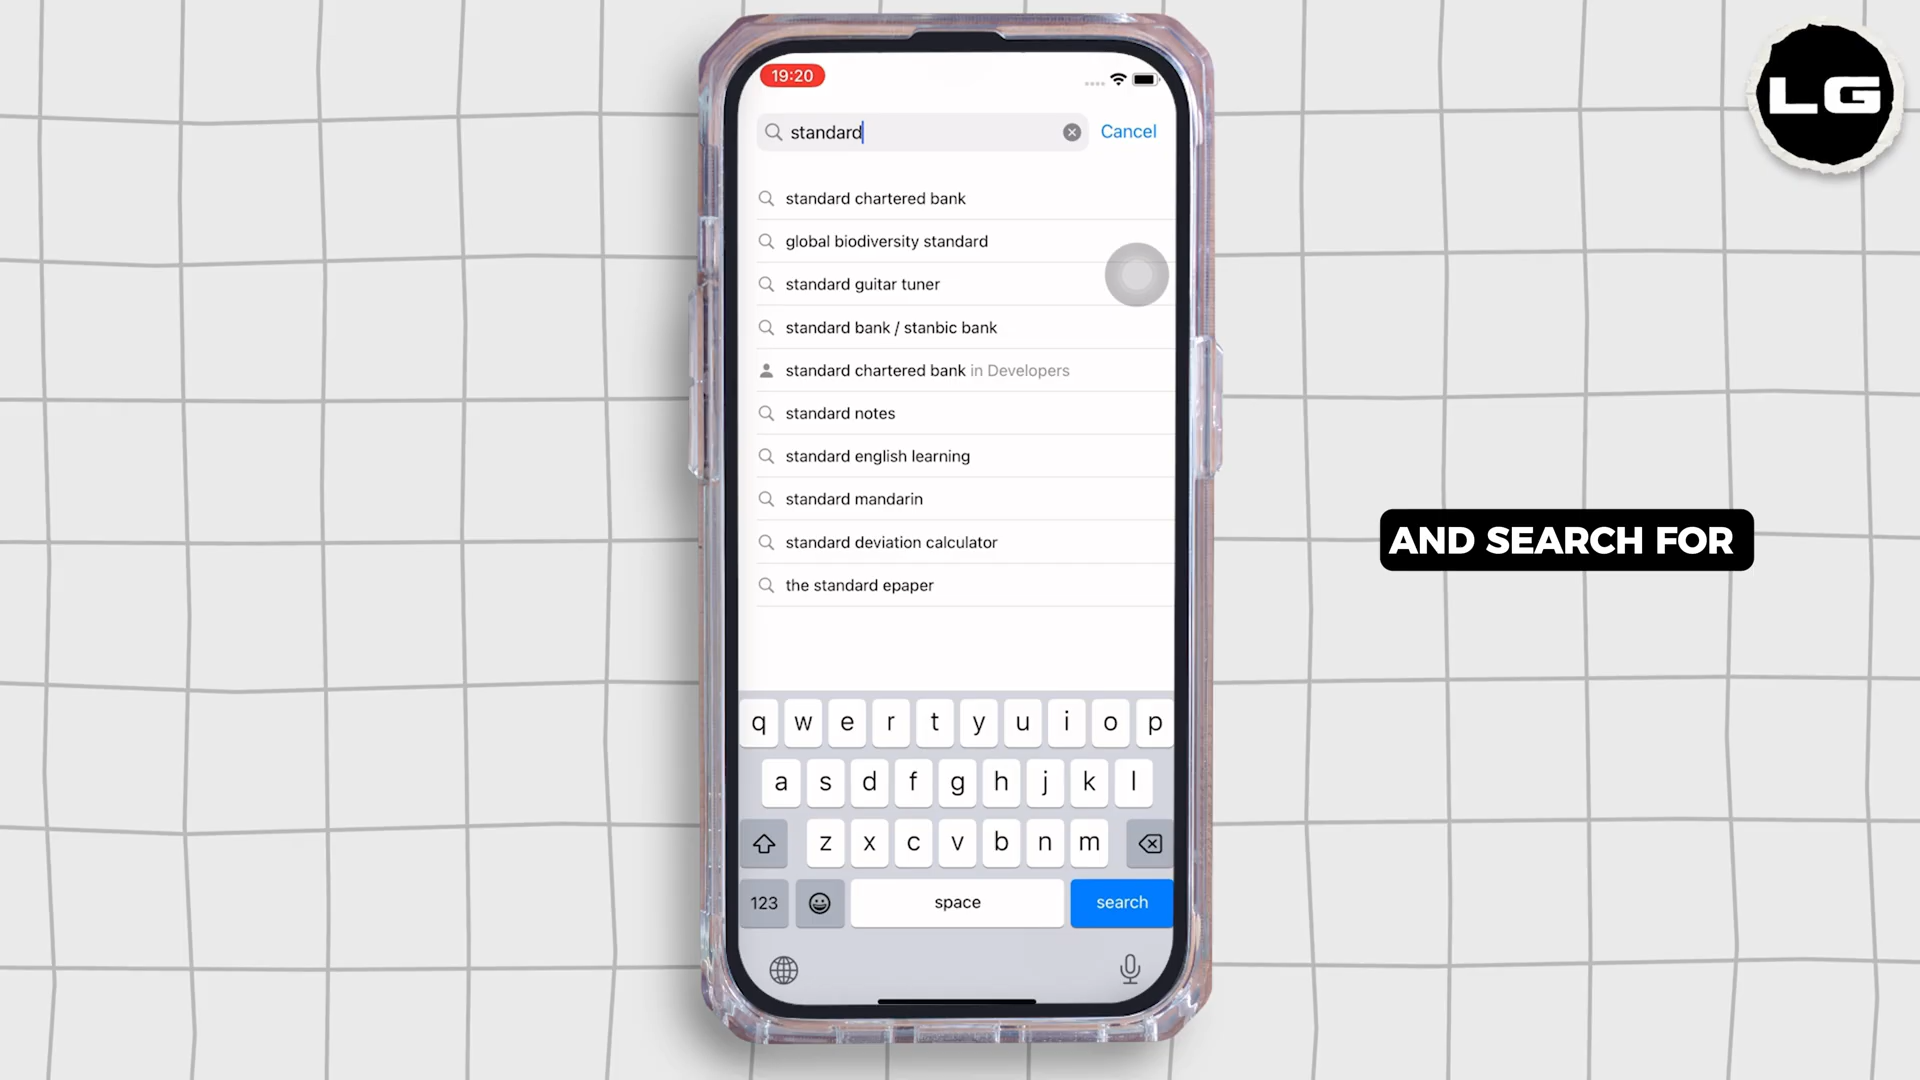 LG
19:20
standard
Cancel
standard chartered bank
global biodiversity standard
standard guitar tuner
standard bank / stanbic bank
standard chartered bank in Developers
standard notes
standard english learning
standard mandarin
standard deviation calculator
the standard epaper
AND SEARCH FOR
q w e r t y u i o p
a s d f g h j k l
z x c v b n m
123 space search